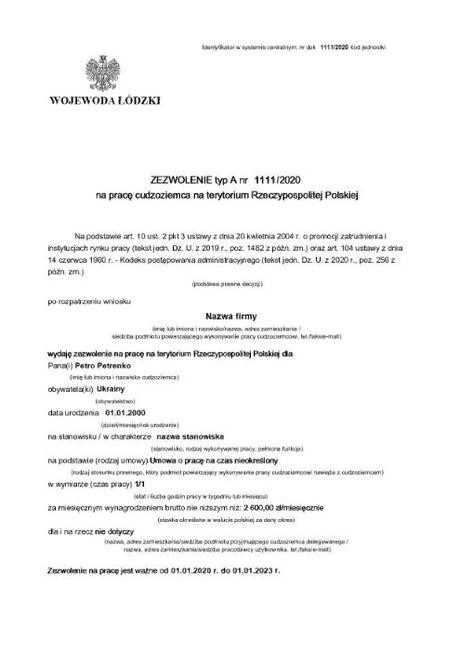 Identyfikator w systemie centralnym: nr dok 1111/2020 kod jednostki
WOJEWODA ŁÓDZKI
ZEZWOLENIE typ A nr 1111/2020
na pracę cudzoziemca na terytorium Rzeczypospolitej Polskiej
Na podstawie art. 10 ust. 2 pkt 3 ustawy z dnia 20 kwietnia 2004 r. o promocji zatrudnienia i
instytucjach rynku pracy (tekst jedn. Dz. U. z 2019 r., poz. 1482 z późn. zm.) oraz art. 104 ustawy z dnia
14 czerwca 1960 r. - Kodeks postępowania administracyjnego (tekst jedn. Dz. U. z 2020 r., poz. 256 z
późn. zm.)
(podstawa prawna decyzji)
po rozpatrzeniu wniosku
Nazwa firmy
(imię lub imiona i nazwisko/nazwa, adres zamieszkania /
siedziba podmiotu powierzającego wykonywanie pracy cudzoziemcowi, tel./faks/e-mail)
wydaję zezwolenie na pracę na terytorium Rzeczypospolitej Polskiej dla
Pana(i) Petro Petrenko
(imię lub imiona i nazwisko cudzoziemca)
obywatela(ki) Ukrainy
(obywatelstwo)
data urodzenia 01.01.2000
(dzień/miesiąc/rok urodzenia)
na stanowisku / w charakterze nazwa stanowiska
(stanowisko, rodzaj wykonywanej pracy, pełniona funkcja)
na podstawie (rodzaj umowy) Umowa o pracę na czas nieokreślony
(rodzaj stosunku prawnego, który podmiot powierzający wykonywanie pracy cudzoziemcowi nawiąże z cudzoziemcem)
w wymiarze (czas pracy) 1/1
(etat / liczba godzin pracy w tygodniu lub miesiącu)
za miesięcznym wynagrodzeniem brutto nie niższym niż: 2 600,00 zł/miesięcznie
(stawka określona w walucie polskiej za dany okres)
dla i na rzecz nie dotyczy
(nazwa, adres zamieszkania/siedziba podmiotu przyjmującego cudzoziemca delegowanego /
nazwa, adres zamieszkania/siedziba pracodawcy użytkownika, tel./faks/e-mail)
Zezwolenie na pracę jest ważne od 01.01.2020 r. do 01.01.2023 r.